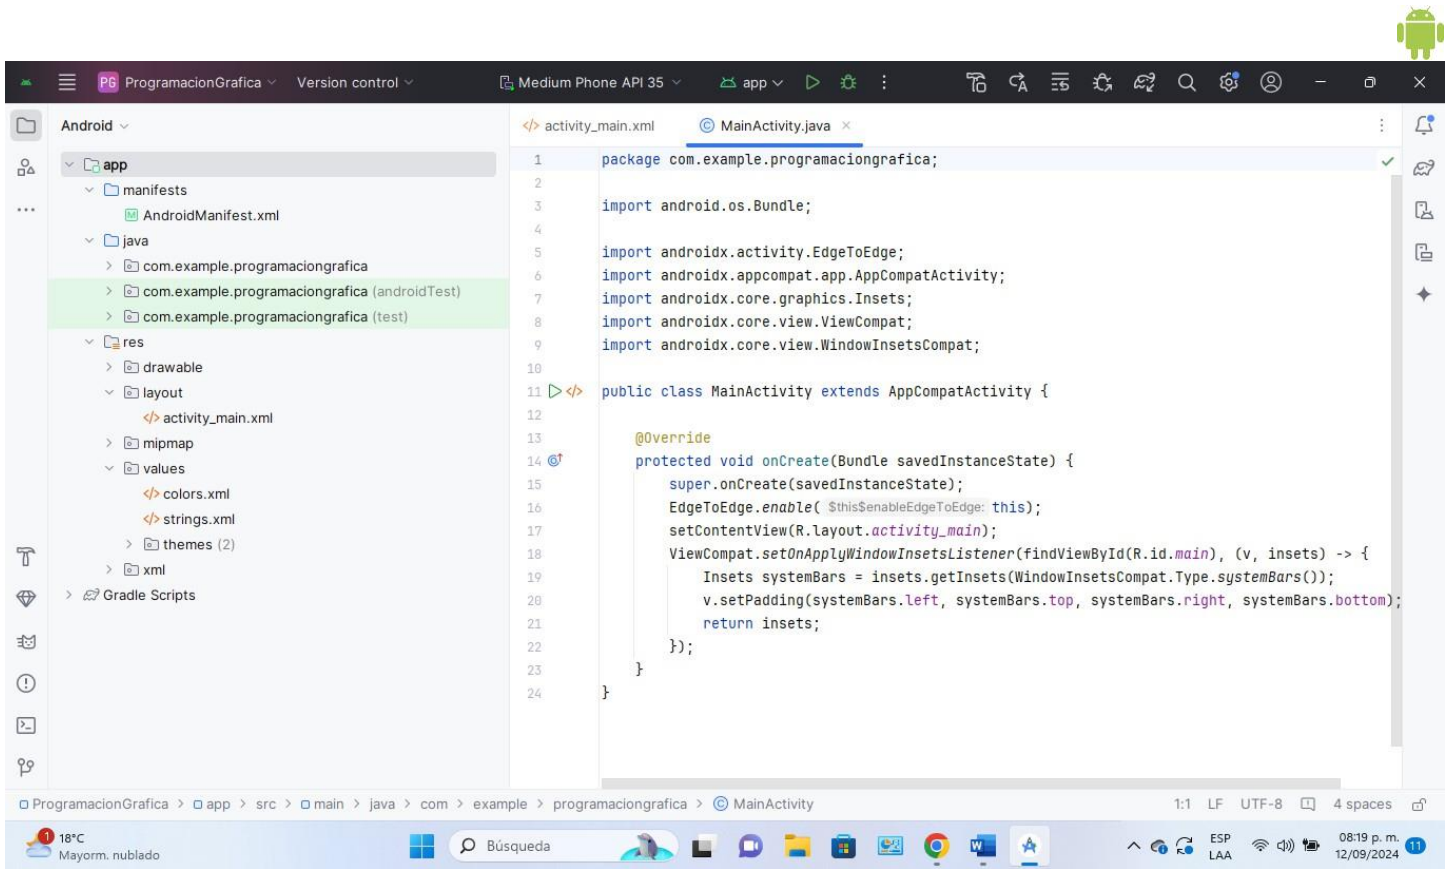 PG ProgramacionGrafica Version control Medium Phone API 35 app
Android
app
manifests
AndroidManifest.xml
java
com.example.programaciongrafica
com.example.programaciongrafica (androidTest)
com.example.programaciongrafica (test)
res
drawable
layout
activity_main.xml
mipmap
values
colors.xml
strings.xml
themes (2)
xml
Gradle Scripts
activity_main.xml MainActivity.java
1 package com.example.programaciongrafica;
2
3 import android.os.Bundle;
4
5 import androidx.activity.EdgeToEdge;
6 import androidx.appcompat.app.AppCompatActivity;
7 import androidx.core.graphics.Insets;
8 import androidx.core.view.ViewCompat;
9 import androidx.core.view.WindowInsetsCompat;
10
11 public class MainActivity extends AppCompatActivity {
12
13 @Override
14 protected void onCreate(Bundle savedInstanceState) {
15 super.onCreate(savedInstanceState);
16 EdgeToEdge.enable( $this$enableEdgeToEdge: this);
17 setContentView(R.layout.activity_main);
18 ViewCompat.setOnApplyWindowInsetsListener(findViewById(R.id.main), (v, insets) -> {
19 Insets systemBars = insets.getInsets(WindowInsetsCompat.Type.systemBars());
20 v.setPadding(systemBars.left, systemBars.top, systemBars.right, systemBars.bottom);
21 return insets;
22 });
23 }
24 }
ProgramacionGrafica > app > src > main > java > com > example > programaciongrafica > MainActivity 1:1 LF UTF-8 4 spaces
1 18°C
Mayorm. nublado
Búsqueda
ESP
LAA
08:19 p. m.
12/09/2024
11